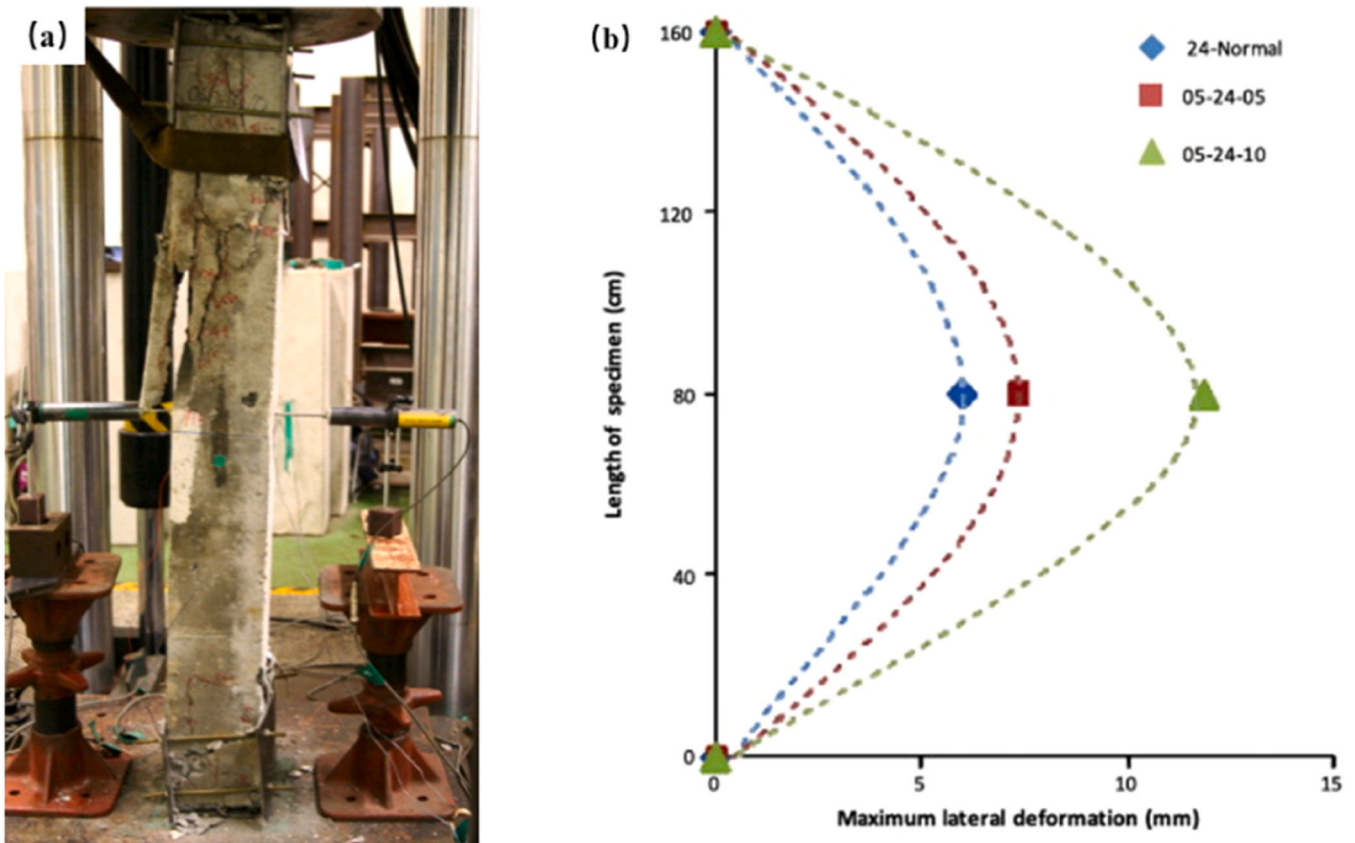 (a)
(b)
160
120
80
40
0
0
5
10
15
24-Normal
05-24-05
05-24-10
Length of specimen (cm)
Maximum lateral deformation (mm)